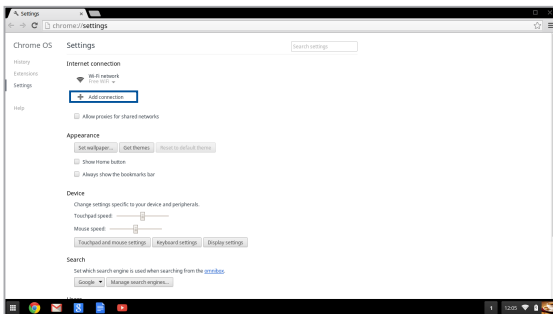 Settings
chrome://settings
Chrome OS
Settings
Search settings
History
Extensions
Settings
Help
Internet connection
Wi-Fi network
Free WiFi
Add connection
Allow proxies for shared networks
Appearance
Set wallpaper... Get themes Reset to default theme
Show Home button
Always show the bookmarks bar
Device
Change settings specific to your device and peripherals.
Touchpad speed:
Mouse speed:
Touchpad and mouse settings Keyboard settings Display settings
Search
Set which search engine is used when searching from the omnibox.
Google Manage search engines...
1 12:05